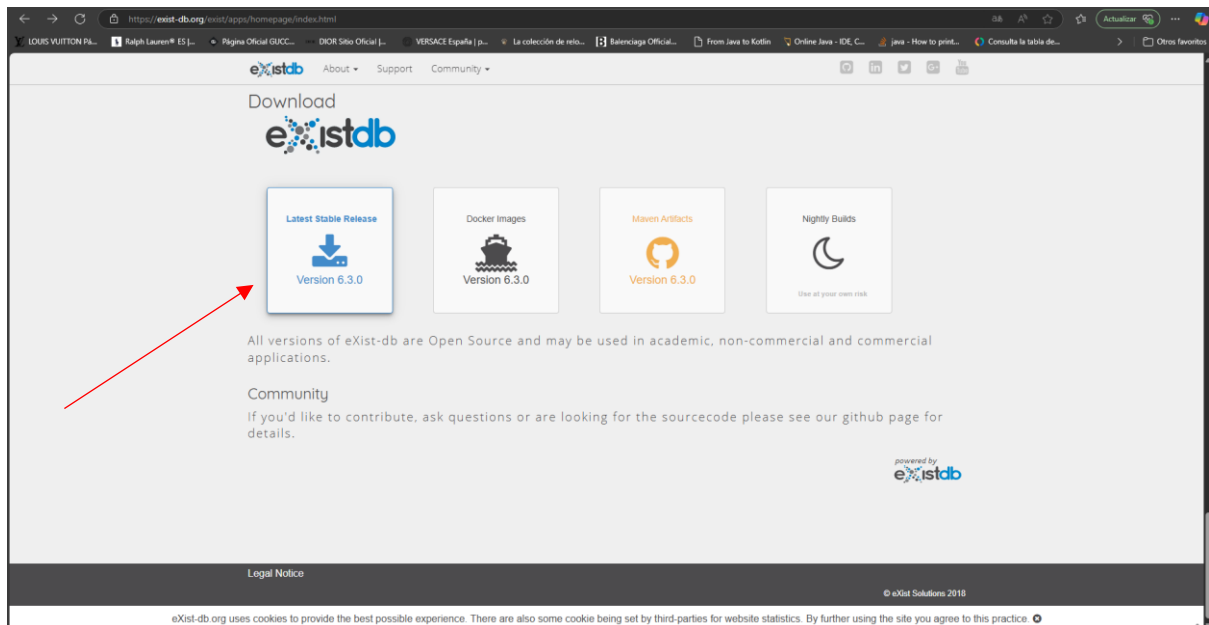 https://exist-db.org/exist/apps/homepage/index.html
Actualizar
LOUIS VUITTON Pá...
Ralph Lauren® ES |...
Página Oficial GUCC...
DIOR Sitio Oficial |...
VERSACE España | p...
La colección de relo...
Balenciaga Official...
From Java to Kotlin
Online Java - IDE, C...
java - How to print...
Consulta la tabla de...
Otros favoritos
existdb
About
Support
Community
Download
existdb
Latest Stable Release
Version 6.3.0
Docker Images
Version 6.3.0
Maven Artifacts
Version 6.3.0
Nightly Builds
Use at your own risk
All versions of eXist-db are Open Source and may be used in academic, non-commercial and commercial
applications.
Community
If you'd like to contribute, ask questions or are looking for the sourcecode please see our github page for
details.
powered by
existdb
Legal Notice
© eXist Solutions 2018
eXist-db.org uses cookies to provide the best possible experience. There are also some cookie being set by third-parties for website statistics. By further using the site you agree to this practice.